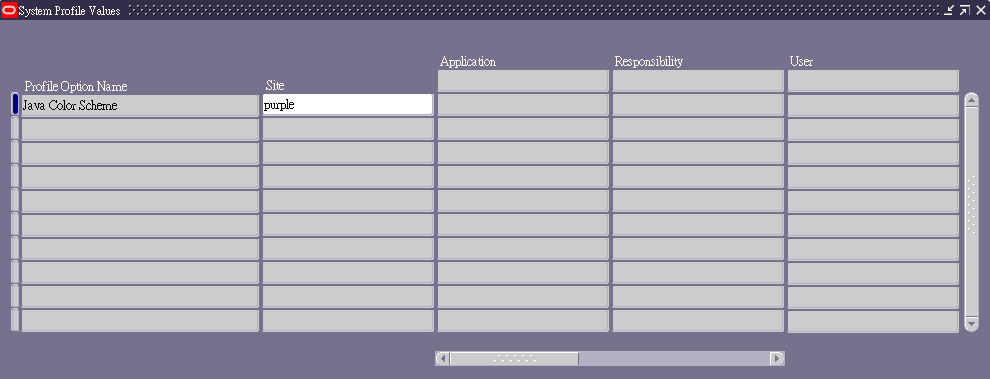 System Profile Values
Application Responsibility User
Profile Option Name Site
Java Color Scheme purple